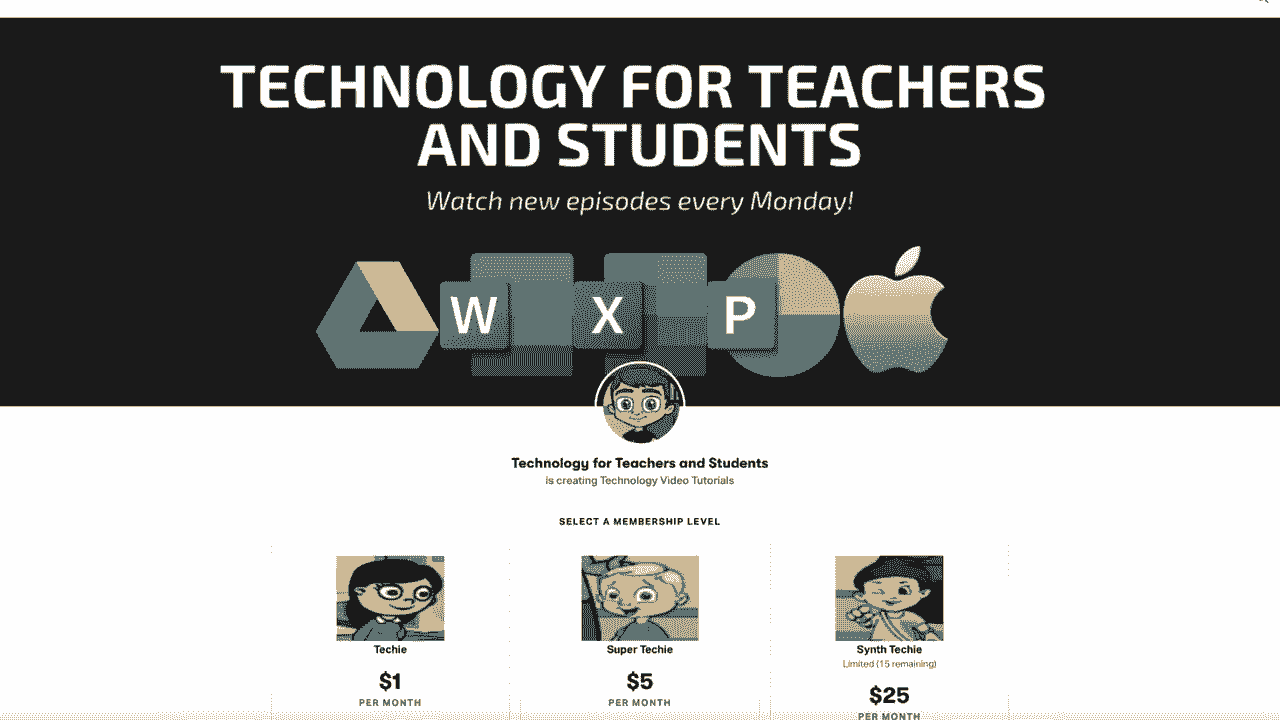 TECHNOLOGY FOR TEACHERS
AND STUDENTS
Watch new episodes every Monday!
W X P
Technology for Teachers and Students
is creating Technology Video Tutorials
SELECT A MEMBERSHIP LEVEL
Techie
$1
PER MONTH
Super Techie
$5
PER MONTH
Synth Techie
Limited (15 remaining)
$25
PER MONTH